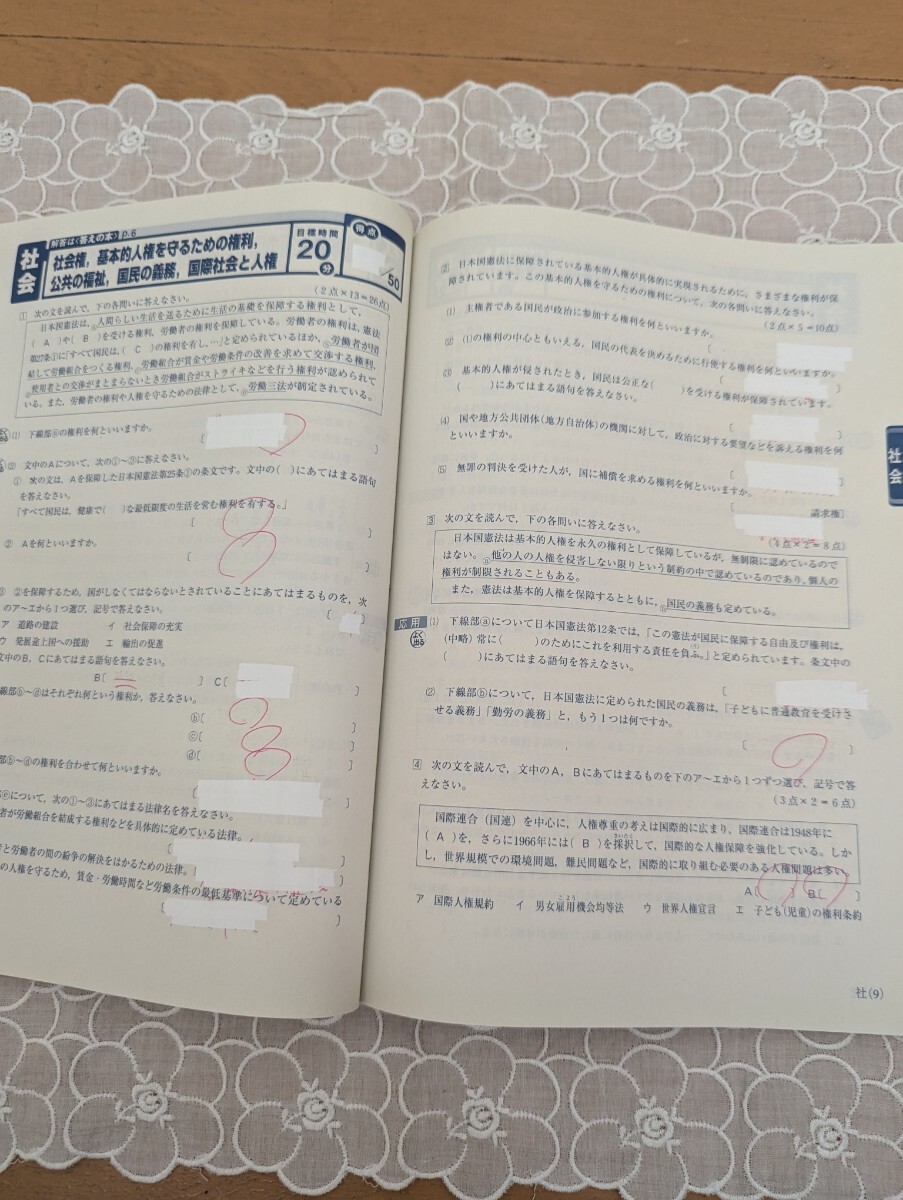 社会
解答は<答えの本> p.6
社会権，基本的人権を守るための権利，
公共の福祉，国民の義務，国際社会と人権
目標時間
20
分
得点
/50
1 次の文を読んで，下の各問いに答えなさい。
(2点×13=26点)
日本国憲法は，ⓐ人間らしい生活を送るために生活の基礎を保障する権利として，
( A )や( B )を受ける権利，労働者の権利を保障している。労働者の権利は，憲法
第27条①に「すべて国民は，( C )の権利を有し，…」と定められているほか，ⓑ労働者が団
結して労働組合をつくる権利，ⓒ労働組合が賃金や労働条件の改善を求めて交渉する権利，
ⓓ使用者との交渉がまとまらないとき労働組合がストライキなどを行う権利が認められて
いる。また，労働者の権利や人権を守るための法律として，ⓔ労働三法が制定されている。
(1) 下線部ⓐの権利を何といいますか。
〔 〕
(2) 文中のAについて，次の①〜③に答えなさい。
① 次の文は，Aを保障した日本国憲法第25条①の条文です。文中の( )にあてはまる語句
を答えなさい。
「すべて国民は，健康で( )な最低限度の生活を営む権利を有する。」
〔 〕
② Aを何といいますか。
〔 〕
②を保障するため，国がしなくてはならないとされていることにあてはまるものを，次
のア〜エから1つ選び，記号で答えなさい。
ア 道路の建設 イ 社会保障の充実
ウ 発展途上国への援助 エ 輸出の促進
文中のB，Cにあてはまる語句を答えなさい。
B〔 〕 C〔 〕
線部ⓑ〜ⓓはそれぞれ何という権利か，答えなさい。
ⓑ〔 〕
ⓒ〔 〕
ⓓ〔 〕
部ⓑ〜ⓓの権利を合わせて何といいますか。
〔 〕
ⓔについて，次の①〜③にあてはまる法律名を答えなさい。
者が労働組合を結成する権利などを具体的に定めている法律。
〔 〕
と労働者の間の紛争の解決をはかるための法律。
〔 〕
の人権を守るため，賃金・労働時間など労働条件の最低基準について定めている
〔 〕
2 日本国憲法に保障されている基本的人権が具体的に実現されるために，さまざまな権利が保
障されています。この基本的人権を守るための権利について，次の各問いに答えなさい。
(2点×5=10点)
(1) 主権者である国民が政治に参加する権利を何といいますか。
〔
(2) (1)の権利の中心ともいえる，国民の代表を決めるために行使する権利を何といいますか。
〔
(3) 基本的人権が侵されたとき，国民は公正な( )を受ける権利が保障されています。
( )にあてはまる語句を答えなさい。
〔
(4) 国や地方公共団体(地方自治体)の機関に対して，政治に対する要望などを訴える権利を何
といいますか。
〔
(5) 無罪の判決を受けた人が，国に補償を求める権利を何といいますか。
〔 請求権〕
3 次の文を読んで，下の各問いに答えなさい。
(4点×2=8点)
日本国憲法は基本的人権を永久の権利として保障しているが，無制限に認めているので
はない。ⓐ他の人の人権を侵害しない限りという制約の中で認めているのであり，個人の
権利が制限されることもある。
また，憲法は基本的人権を保障するとともに，ⓑ国民の義務も定めている。
応用
よく出る
(1) 下線部ⓐについて日本国憲法第12条では，「この憲法が国民に保障する自由及び権利は，
(中略)常に( )のためにこれを利用する責任を負ふ。」と定められています。条文中の
( )にあてはまる語句を答えなさい。
〔
(2) 下線部ⓑについて，日本国憲法に定められた国民の義務は，「子どもに普通教育を受けさ
せる義務」「勤労の義務」と，もう1つは何ですか。
〔 〕
4 次の文を読んで，文中のA，Bにあてはまるものを下のア〜エから1つずつ選び，記号で答
えなさい。
(3点×2=6点)
国際連合(国連)を中心に，人権尊重の考えは国際的に広まり，国際連合は1948年に
( A )を，さらに1966年には( B )を採択して，国際的な人権保障を強化している。しか
し，世界規模での環境問題，難民問題など，国際的に取り組む必要のある人権問題は多い。
A〔 〕 B〔 〕
ア 国際人権規約 イ 男女雇用機会均等法 ウ 世界人権宣言 エ 子ども(児童)の権利条約
社会
社(9)